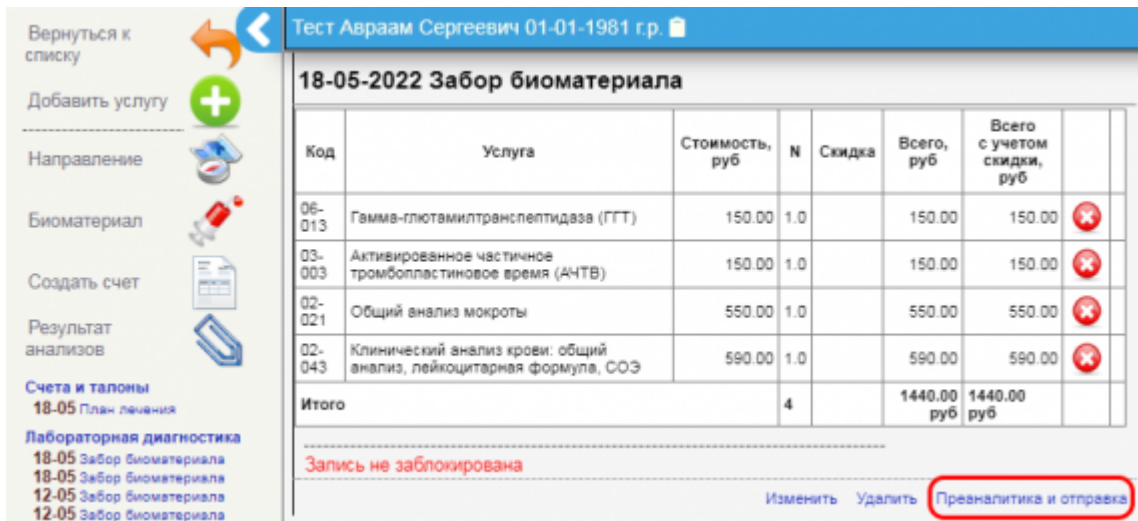 Вернуться к
списку
Добавить услугу
Направление
Биоматериал
Создать счет
Результат
анализов
Счета и талоны
18-05 План лечения
Лабораторная диагностика
18-05 Забор биоматериала
18-05 Забор биоматериала
12-05 Забор биоматериала
12-05 Забор биоматериала
Тест Авраам Сергеевич 01-01-1981 г.р.
18-05-2022 Забор биоматериала
Код Услуга Стоимость, руб N Скидка Всего, руб Всего с учетом скидки, руб
06-013 Гамма-глютамилтранспептидаза (ГГТ) 150.00 1.0 150.00 150.00
03-003 Активированное частичное тромбопластиновое время (АЧТВ) 150.00 1.0 150.00 150.00
02-021 Общий анализ мокроты 550.00 1.0 550.00 550.00
02-043 Клинический анализ крови: общий анализ, лейкоцитарная формула, СОЭ 590.00 1.0 590.00 590.00
Итого 4 1440.00 руб 1440.00 руб
Запись не заблокирована
Изменить Удалить Преаналитика и отправка